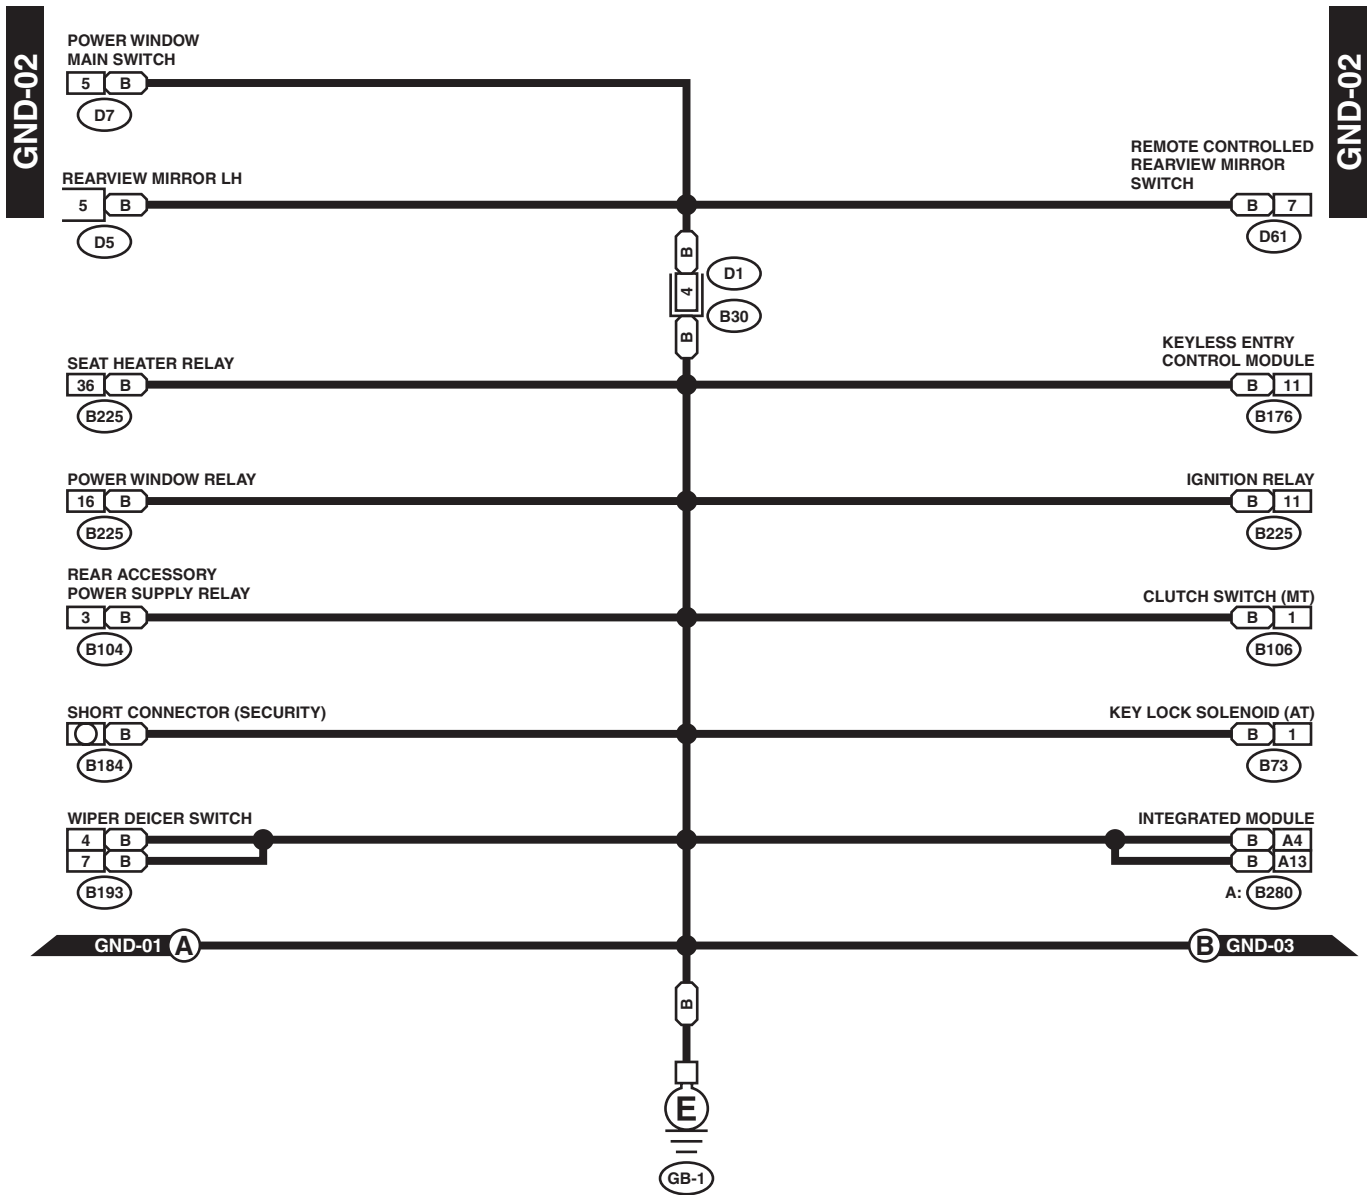 GND-02
GND-02
POWER WINDOW
MAIN SWITCH
5 B
D7
REARVIEW MIRROR LH
5 B
D5
REMOTE CONTROLLED
REARVIEW MIRROR
SWITCH
B 7
D61
B
4
D1
B30
B
SEAT HEATER RELAY
36 B
B225
KEYLESS ENTRY
CONTROL MODULE
B 11
B176
POWER WINDOW RELAY
16 B
B225
IGNITION RELAY
B 11
B225
REAR ACCESSORY
POWER SUPPLY RELAY
3 B
B104
CLUTCH SWITCH (MT)
B 1
B106
SHORT CONNECTOR (SECURITY)
B
B184
KEY LOCK SOLENOID (AT)
B 1
B73
WIPER DEICER SWITCH
4 B
7 B
B193
INTEGRATED MODULE
B A4
B A13
A: B280
GND-01 A
B GND-03
B
E
GB-1